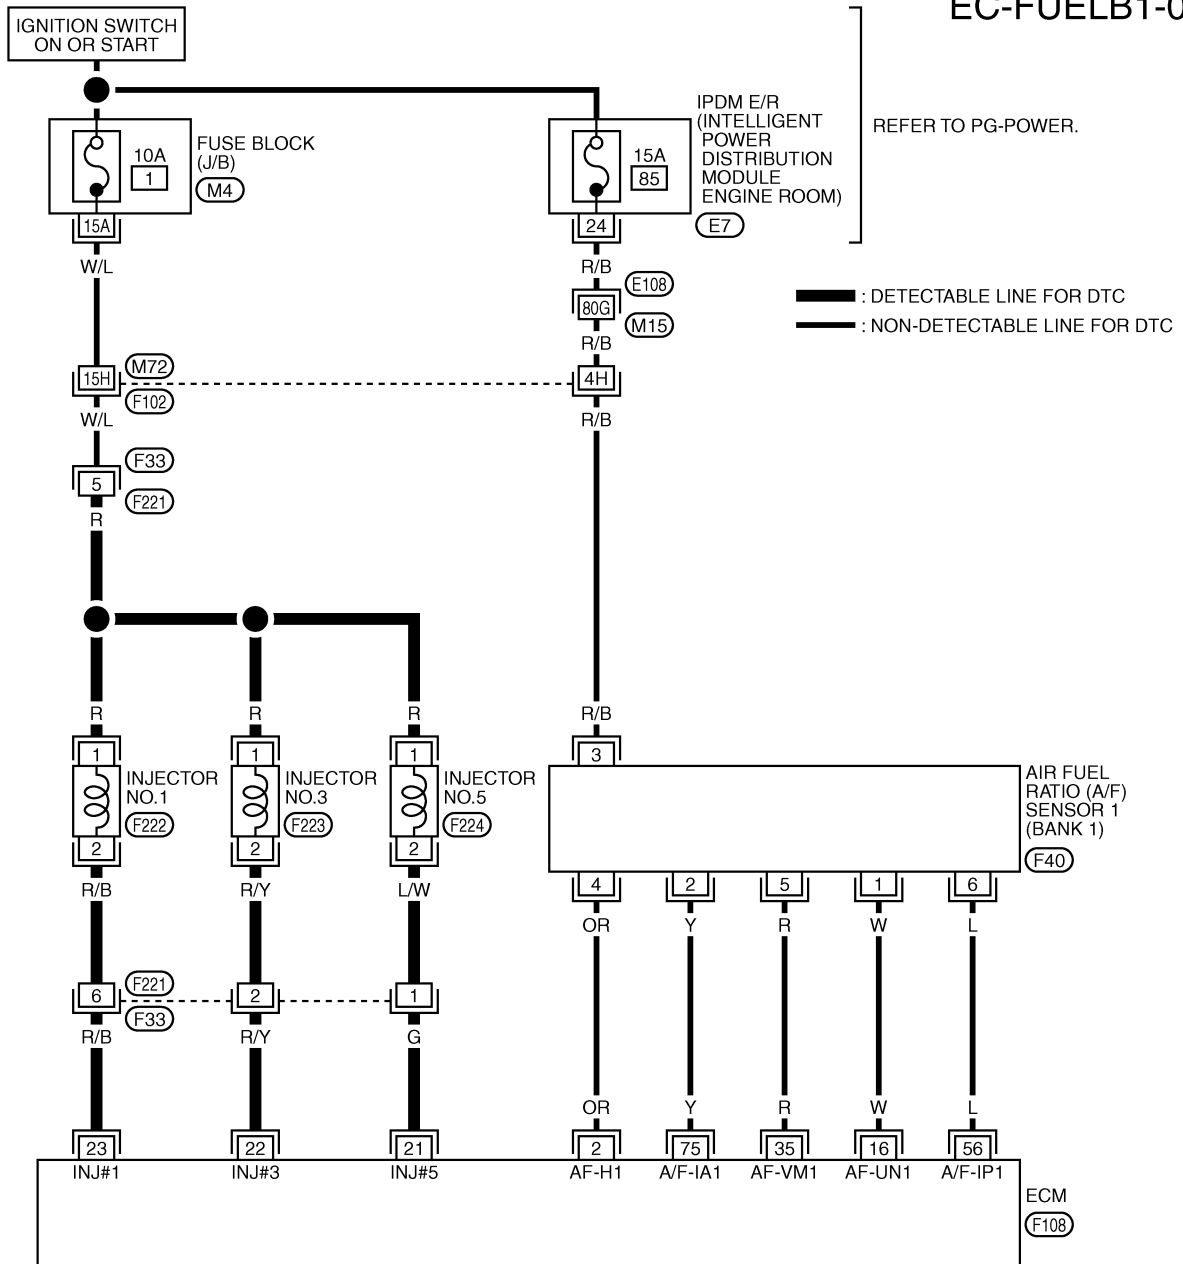 EC-FUELB1-0
IGNITION SWITCH
ON OR START
10A
1
FUSE BLOCK
(J/B)
M4
15A
15A
85
IPDM E/R
(INTELLIGENT
POWER
DISTRIBUTION
MODULE
ENGINE ROOM)
E7
24
REFER TO PG-POWER.
W/L
R/B
E108
80G
M15
R/B
: DETECTABLE LINE FOR DTC
: NON-DETECTABLE LINE FOR DTC
15H
M72
F102
4H
W/L
R/B
F33
5
F221
R
R
R
R
R/B
1
1
1
3
INJECTOR
NO.1
F222
INJECTOR
NO.3
F223
INJECTOR
NO.5
F224
AIR FUEL
RATIO (A/F)
SENSOR 1
(BANK 1)
F40
2
2
2
4
2
5
1
6
R/B
R/Y
L/W
OR
Y
R
W
L
6
F221
F33
2
1
R/B
R/Y
G
OR
Y
R
W
L
23
22
21
2
75
35
16
56
INJ#1
INJ#3
INJ#5
AF-H1
A/F-IA1
AF-VM1
AF-UN1
A/F-IP1
ECM
F108